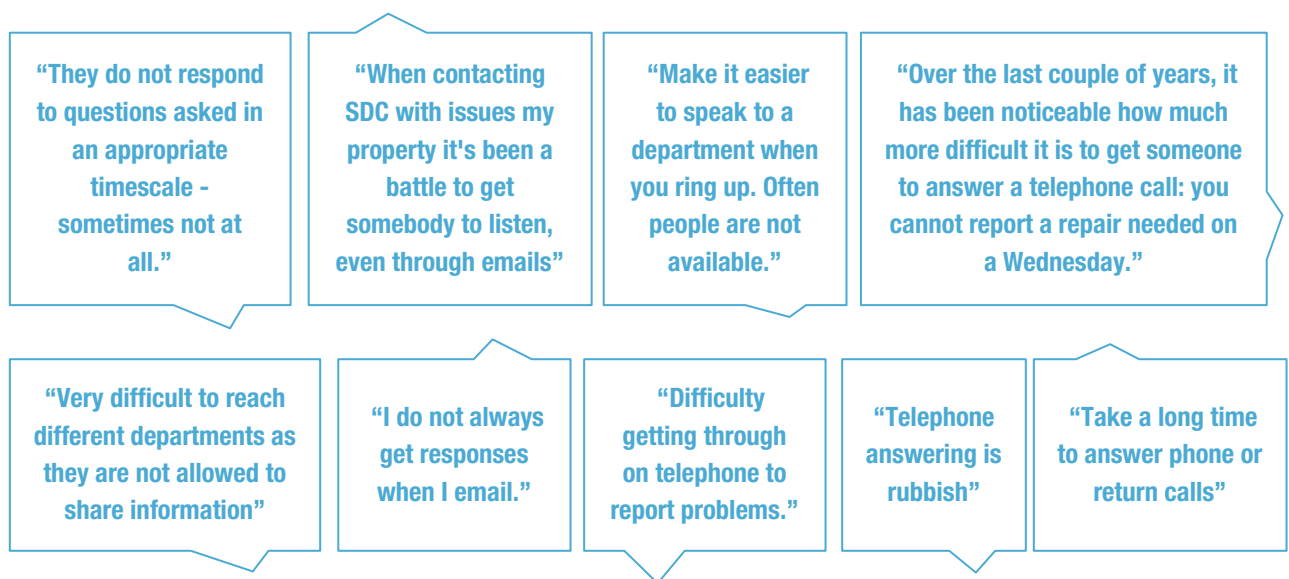 “They do not respond
to questions asked in
an appropriate
timescale -
sometimes not at
all.”
“When contacting
SDC with issues my
property it's been a
battle to get
somebody to listen,
even through emails”
“Make it easier
to speak to a
department when
you ring up. Often
people are not
available.”
“Over the last couple of years, it
has been noticeable how much
more difficult it is to get someone
to answer a telephone call: you
cannot report a repair needed on
a Wednesday.”
“Very difficult to reach
different departments as
they are not allowed to
share information”
“I do not always
get responses
when I email.”
“Difficulty
getting through
on telephone to
report problems.”
“Telephone
answering is
rubbish”
“Take a long time
to answer phone or
return calls”